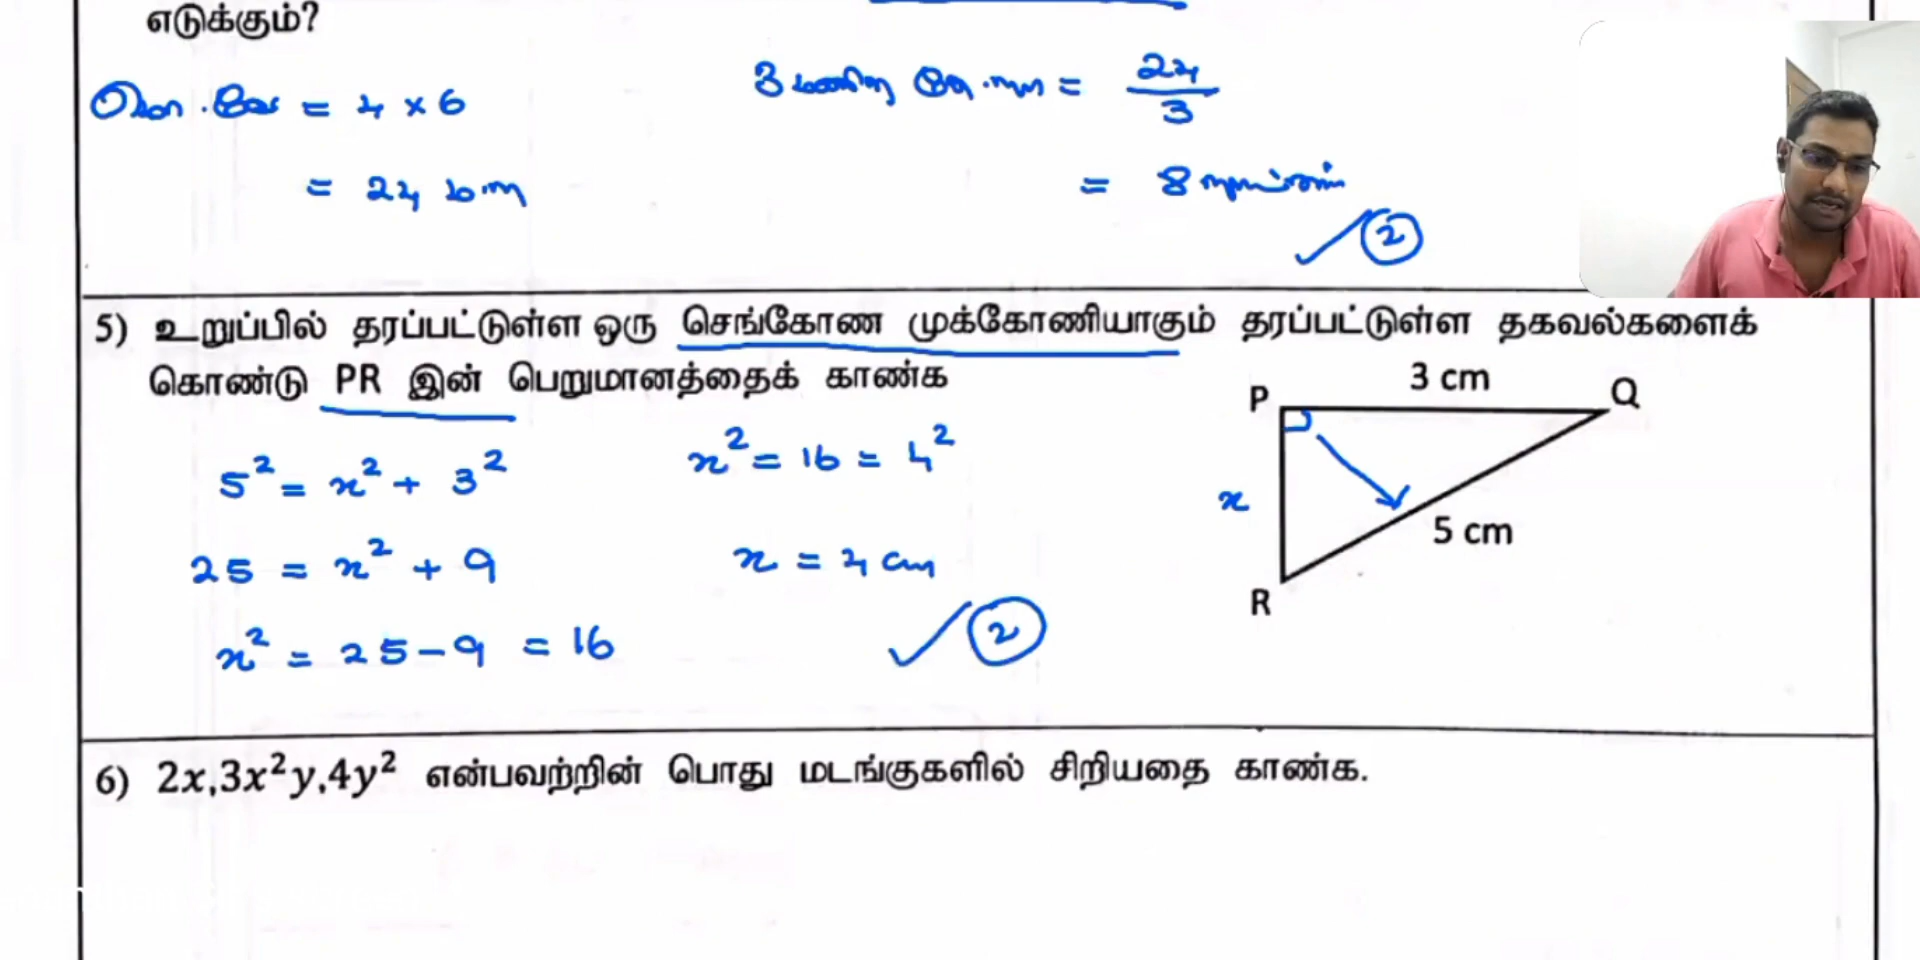 எடுக்கும்?
= 4 × 6
= 24
= 24/3
= 8
2
5) உறுப்பில் தரப்பட்டுள்ள ஒரு செங்கோண முக்கோணியாகும் தரப்பட்டுள்ள தகவல்களைக்
கொண்டு PR இன் பெறுமானத்தைக் காண்க
3 cm
P
Q
x
5 cm
R
5² = x² + 3²
25 = x² + 9
x² = 25 – 9 = 16
x² = 16 = 4²
x = 4 cm
2
6) 2x,3x²y,4y² என்பவற்றின் பொது மடங்குகளில் சிறியதை காண்க.